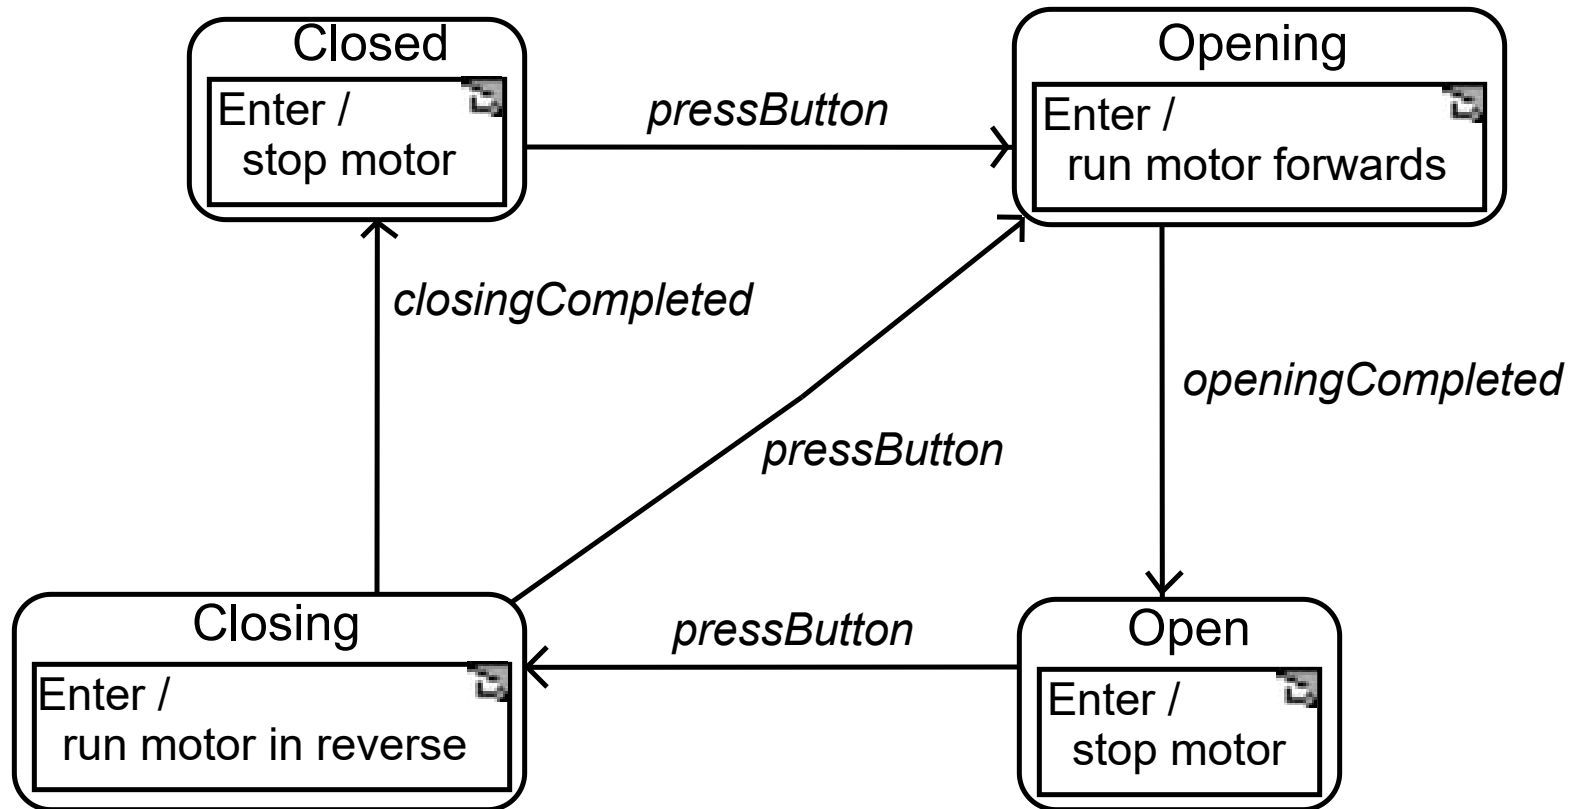 Closed
Enter /
stop motor
pressButton
Opening
Enter /
run motor forwards
closingCompleted
openingCompleted
pressButton
Closing
Enter /
run motor in reverse
pressButton
Open
Enter /
stop motor